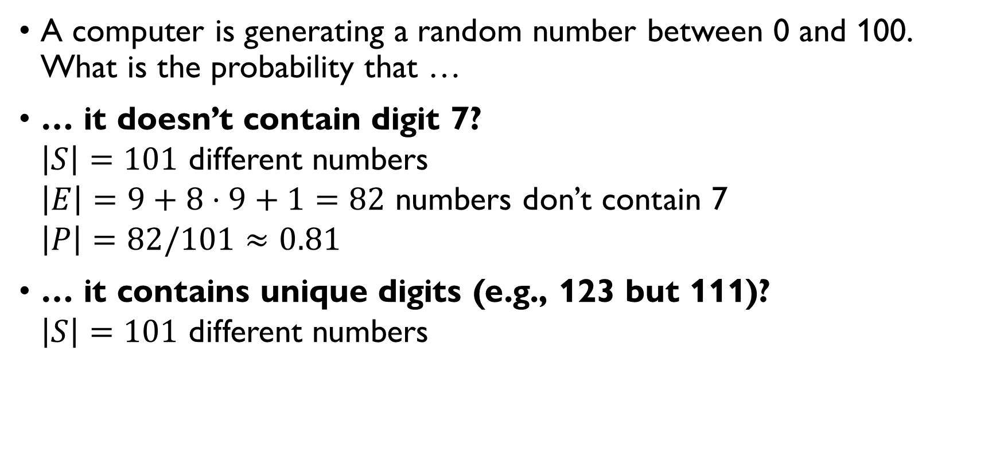 • A computer is generating a random number between 0 and 100.
What is the probability that …
• … it doesn’t contain digit 7?
|S| = 101 different numbers
|E| = 9 + 8 · 9 + 1 = 82 numbers don’t contain 7
|P| = 82/101 ≈ 0.81
• … it contains unique digits (e.g., 123 but 111)?
|S| = 101 different numbers